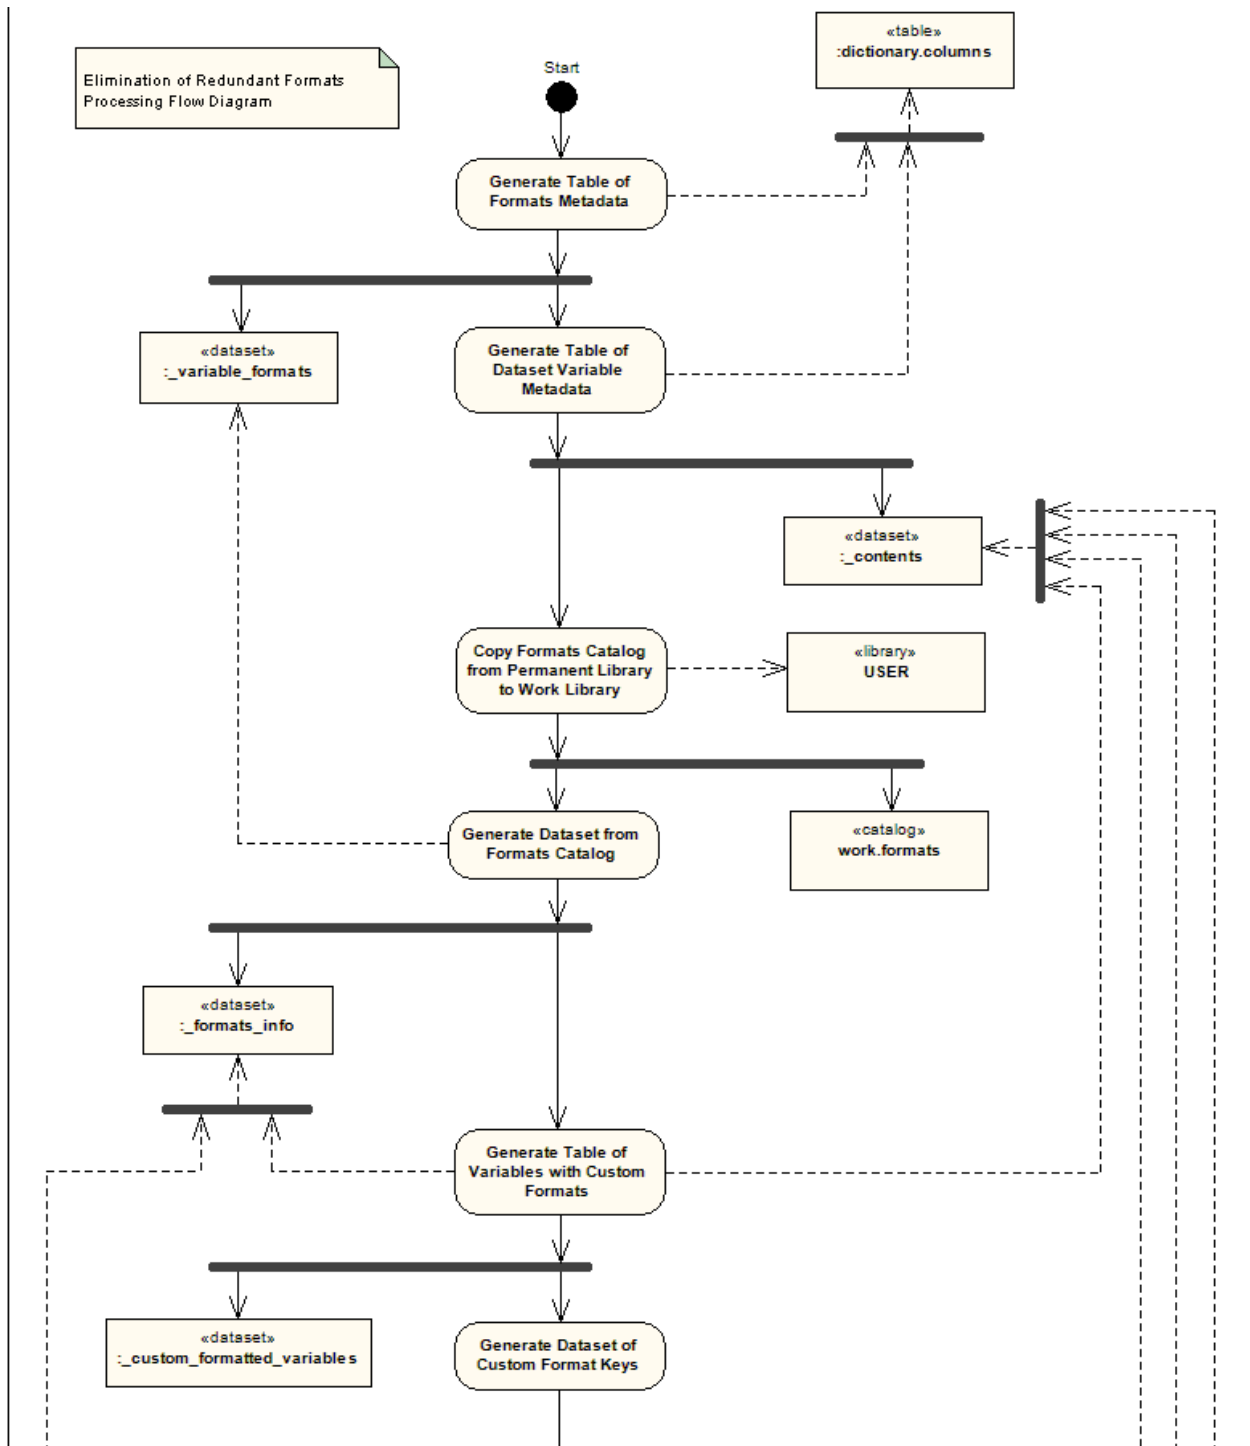 «table»
:dictionary.columns
Elimination of Redundant Formats
Processing Flow Diagram
Start
Generate Table of
Formats Metadata
«dataset»
:_variable_formats
Generate Table of
Dataset Variable
Metadata
«dataset»
:_contents
Copy Formats Catalog
from Permanent Library
to Work Library
«library»
USER
Generate Dataset from
Formats Catalog
«catalog»
work.formats
«dataset»
:_formats_info
Generate Table of
Variables with Custom
Formats
«dataset»
:_custom_formatted_variables
Generate Dataset of
Custom Format Keys